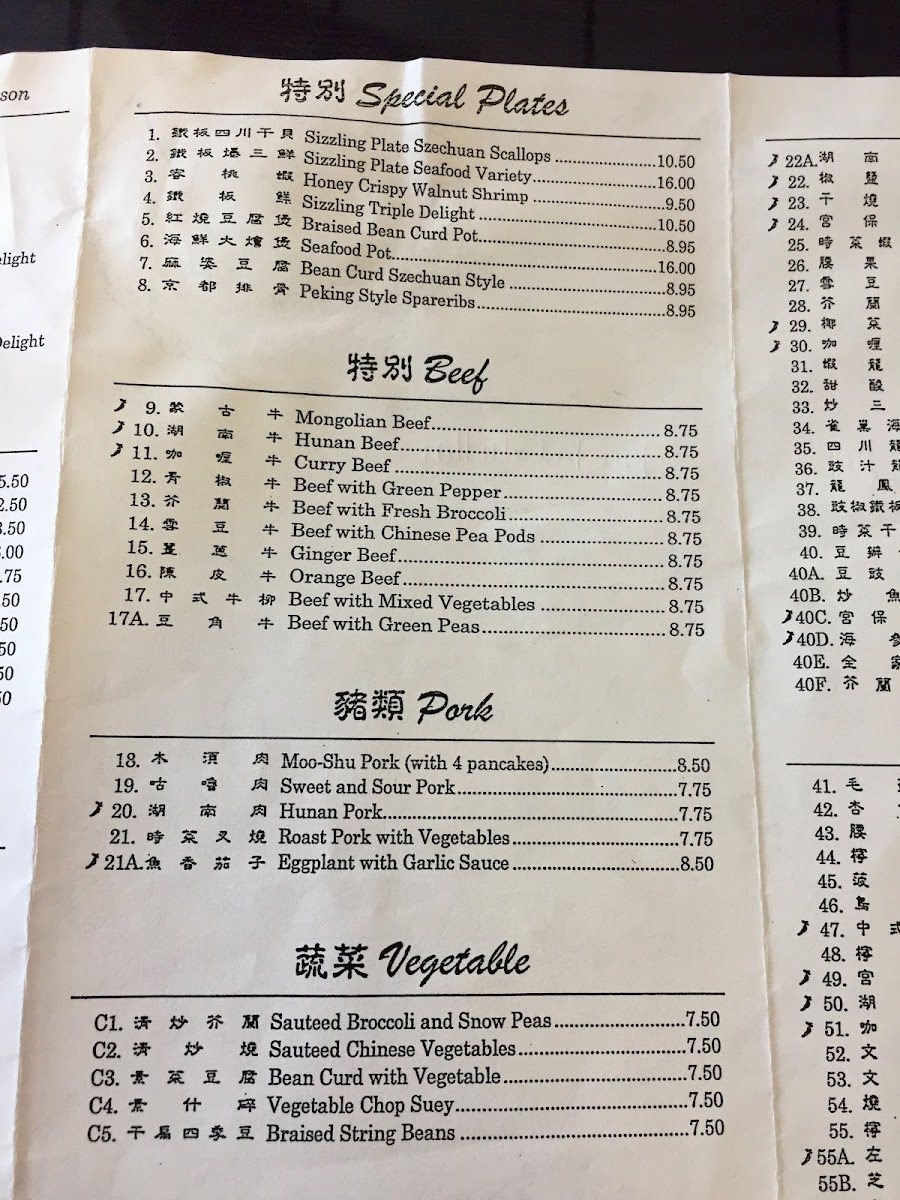 son
elight
Delight
5.50
2.50
3.50
.00
.75
.50
50
50
50
50
特別 Special Plates
1. 鐵板四川干貝 Sizzling Plate Szechuan Scallops 10.50
2. 鐵板爆三鮮 Sizzling Plate Seafood Variety 16.00
3. 桃蝦 Honey Crispy Walnut Shrimp 9.50
4. 鐵板鮮 Sizzling Triple Delight 10.50
5. 紅燒豆腐煲 Braised Bean Curd Pot 8.95
6. 海鮮大燴煲 Seafood Pot 16.00
7. 麻婆豆腐 Bean Curd Szechuan Style 8.95
8. 京都排骨 Peking Style Spareribs 8.95
特別 Beef
9. 蒙古牛 Mongolian Beef 8.75
10. 湖南牛 Hunan Beef 8.75
11. 咖喱牛 Curry Beef 8.75
12. 青椒牛 Beef with Green Pepper 8.75
13. 芥蘭牛 Beef with Fresh Broccoli 8.75
14. 雪豆牛 Beef with Chinese Pea Pods 8.75
15. 薑蔥牛 Ginger Beef 8.75
16. 陳皮牛 Orange Beef 8.75
17. 中式牛柳 Beef with Mixed Vegetables 8.75
17A. 豆角牛 Beef with Green Peas 8.75
豬類 Pork
18. 木須肉 Moo-Shu Pork (with 4 pancakes) 8.50
19. 咕嚕肉 Sweet and Sour Pork 7.75
20. 湖南肉 Hunan Pork 7.75
21. 時菜叉燒 Roast Pork with Vegetables 7.75
21A. 魚香茄子 Eggplant with Garlic Sauce 8.50
蔬菜 Vegetable
C1. 清炒芥蘭 Sauteed Broccoli and Snow Peas 7.50
C2. 清炒 Sauteed Chinese Vegetables 7.50
C3. 素菜豆腐 Bean Curd with Vegetable 7.50
C4. 素什碎 Vegetable Chop Suey 7.50
C5. 干扁四季豆 Braised String Beans 7.50
22A. 湖南
22. 椒鹽
23. 干燒
24. 宮保
25. 時菜蝦
26. 腰果
27. 雪豆
28. 芥蘭
29. 椰菜
30. 咖喱
31. 蝦龍
32. 甜酸
33. 炒三
34. 雀巢海
35. 四川龍
36. 豉汁龍
37. 龍鳳
38. 豉椒鐵板
39. 時菜干
40. 豆瓣
40A. 豆豉
40B. 炒魚
40C. 宮保
40D. 海參
40E. 全家
40F. 芥蘭
41. 毛
42. 杏
43. 腰
44. 檸
45. 菠
46. 
47. 中式
48. 檸
49. 宮
50. 湖
51. 咖
52. 文
53. 文
54. 燒
55. 檸
55A. 左
55B. 芝